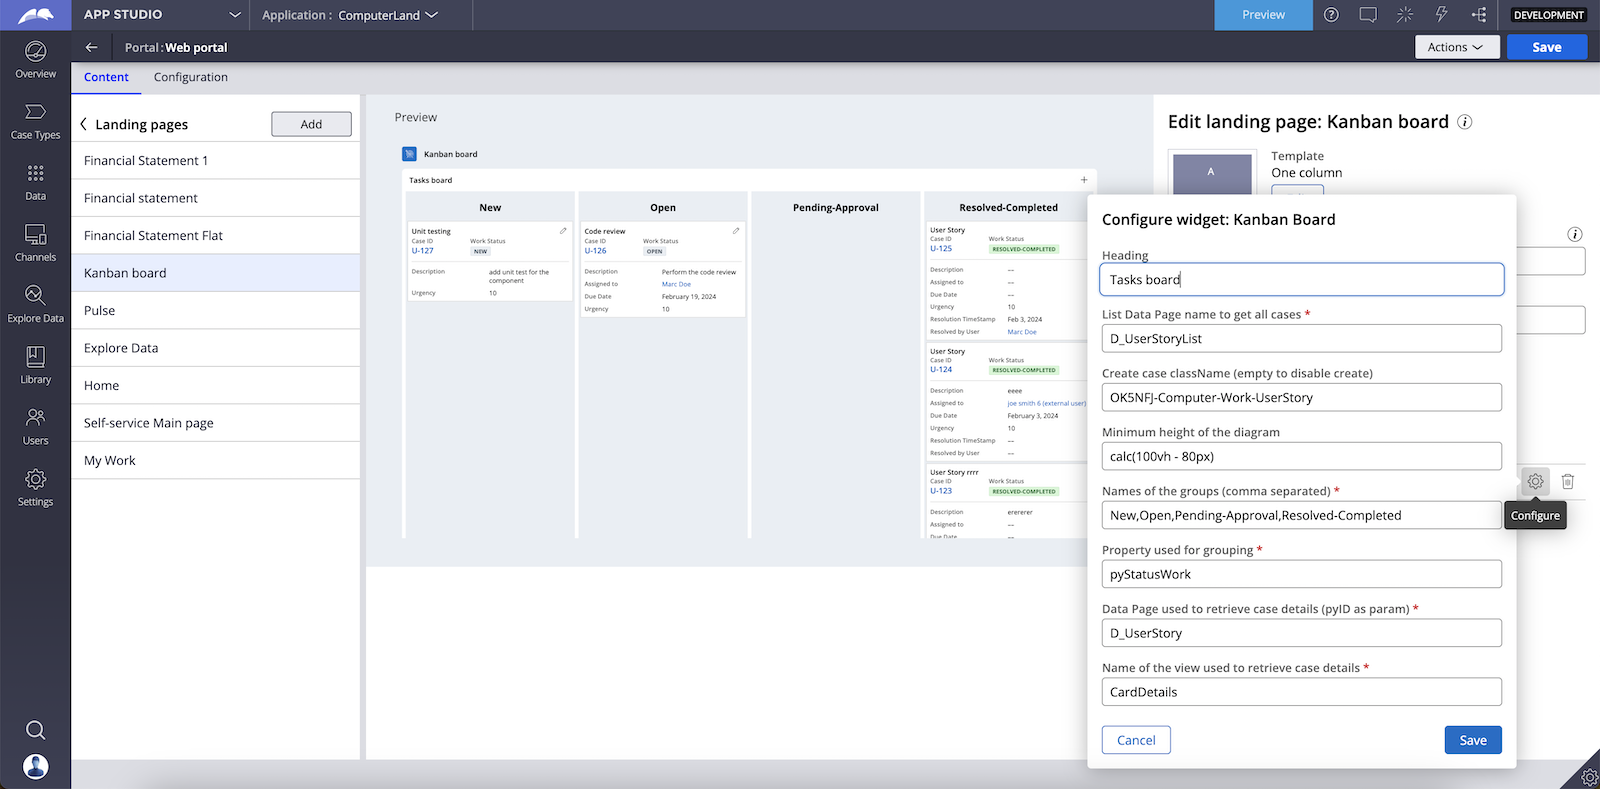 APP STUDIO
Application : ComputerLand
Preview
DEVELOPMENT
Portal : Web portal
Actions
Save
Overview
Case Types
Data
Channels
Explore Data
Library
Users
Settings
Content
Configuration
Landing pages
Add
Financial Statement 1
Financial statement
Financial Statement Flat
Kanban board
Pulse
Explore Data
Home
Self-service Main page
My Work
Preview
Kanban board
Tasks board
New
Unit testing
Case ID Work Status
U-127 NEW
Description add unit test for the
component
Urgency 10
Open
Code review
Case ID Work Status
U-126 OPEN
Description Perform the code review
Assigned to Marc Doe
Due Date February 19, 2024
Urgency 10
Pending-Approval
Resolved-Completed
User Story
Case ID Work Status
U-125 RESOLVED-COMPLETED
Description --
Assigned to --
Due Date --
Urgency 10
Resolution TimeStamp Feb 3, 2024
Resolved by User Marc Doe
User Story
Case ID Work Status
U-124 RESOLVED-COMPLETED
Description eeee
Assigned to joe smith 6 (external user)
Due Date February 3, 2024
Urgency 10
Resolution TimeStamp --
Resolved by User --
User Story rrrr
Case ID Work Status
U-123 RESOLVED-COMPLETED
Description erererer
Assigned to --
Due Date --
Edit landing page: Kanban board
A
Template
One column
Configure widget: Kanban Board
Heading
Tasks board
List Data Page name to get all cases *
D_UserStoryList
Create case className (empty to disable create)
OK5NFJ-Computer-Work-UserStory
Minimum height of the diagram
calc(100vh - 80px)
Names of the groups (comma separated) *
New,Open,Pending-Approval,Resolved-Completed
Configure
Property used for grouping *
pyStatusWork
Data Page used to retrieve case details (pyID as param) *
D_UserStory
Name of the view used to retrieve case details *
CardDetails
Cancel
Save